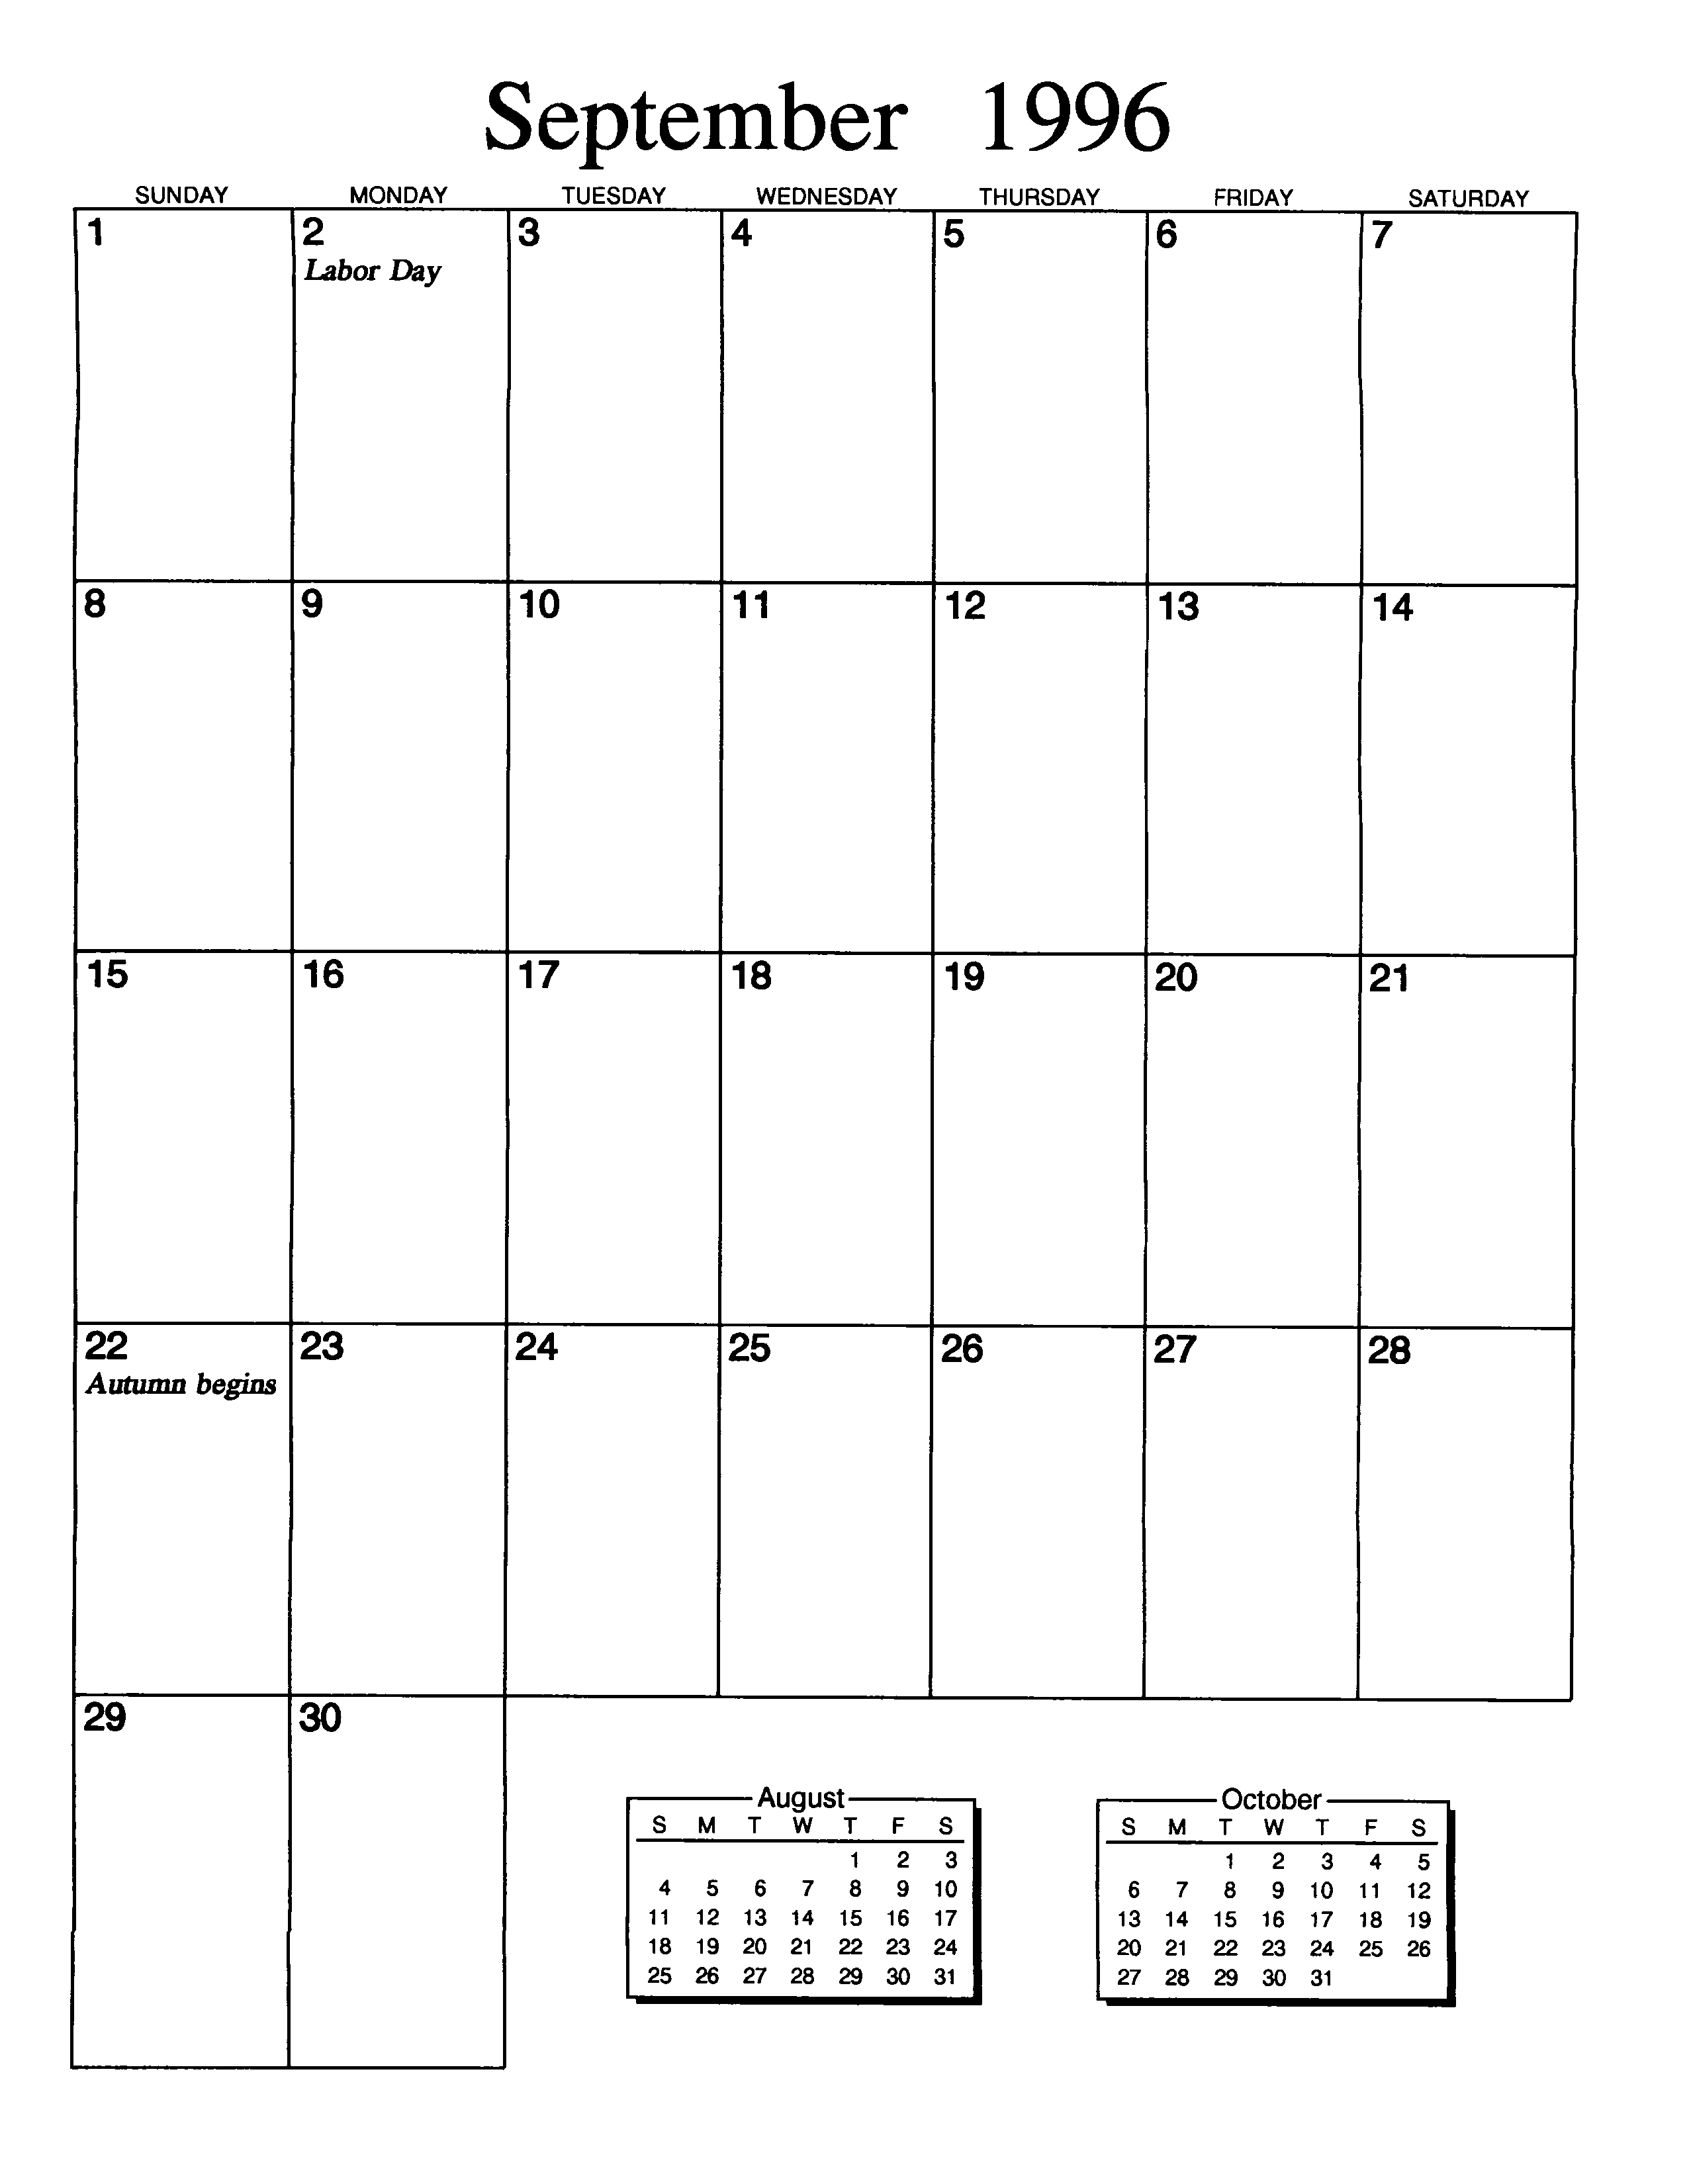 September 1996
SUNDAY MONDAY TUESDAY WEDNESDAY THURSDAY FRIDAY SATURDAY
1 2 3 4 5 6 7
Labor Day
8 9 10 11 12 13 14
15 16 17 18 19 20 21
22 23 24 25 26 27 28
Autumn begins
29 30
August
S M T W T F S
1 2 3
4 5 6 7 8 9 10
11 12 13 14 15 16 17
18 19 20 21 22 23 24
25 26 27 28 29 30 31
October
S M T W T F S
1 2 3 4 5
6 7 8 9 10 11 12
13 14 15 16 17 18 19
20 21 22 23 24 25 26
27 28 29 30 31